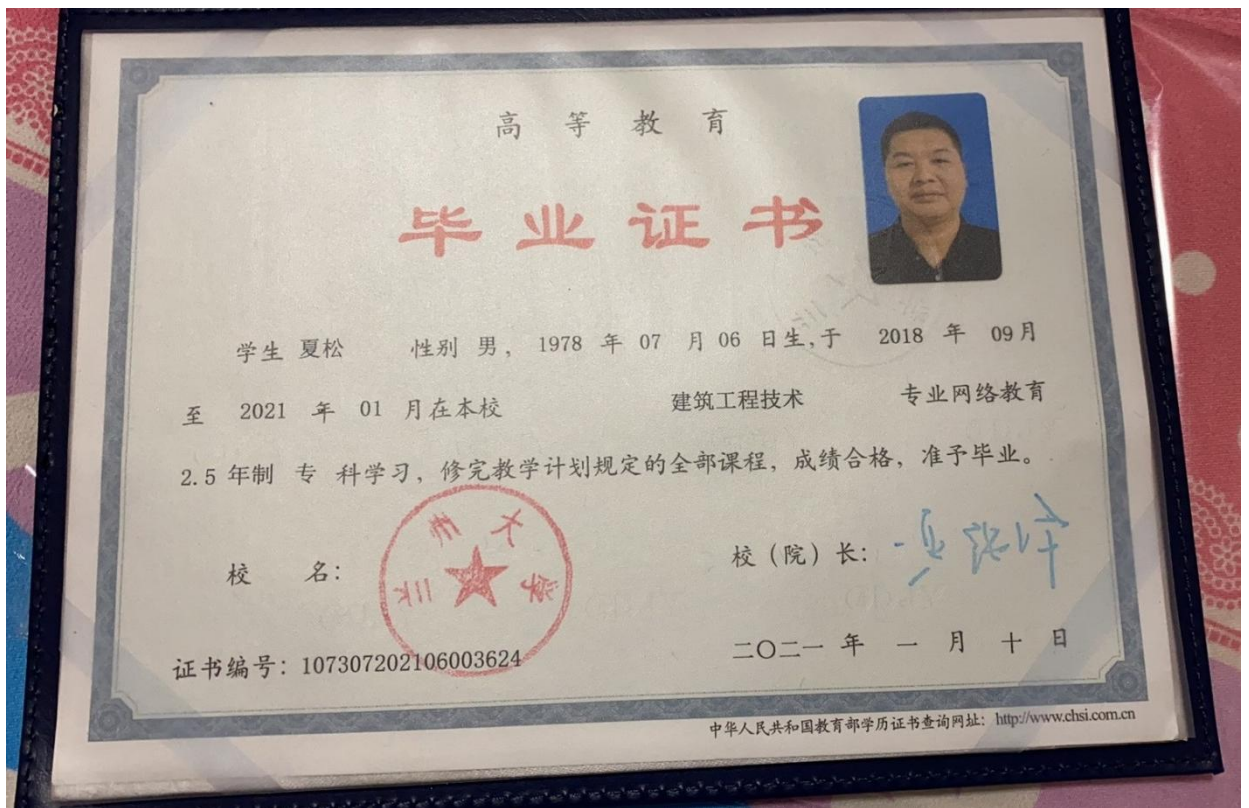 高等教育
毕业证书
学生 夏松 性别 男, 1978 年 07 月 06 日生,于 2018 年 09月
至 2021 年 01 月在本校 建筑工程技术 专业网络教育
2.5 年制 专 科学习, 修完教学计划规定的全部课程, 成绩合格, 准予毕业。
校 名:
兰州大学
校(院)长:
证书编号: 107307202106003624
二〇二一 年 一 月 十 日
中华人民共和国教育部学历证书查询网址: http://www.chsi.com.cn